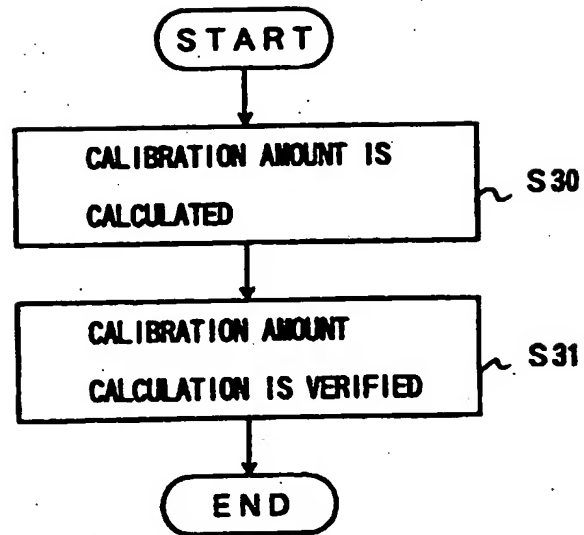 START
CALIBRATION AMOUNT IS
CALCULATED
S30
CALIBRATION AMOUNT
CALCULATION IS VERIFIED
S31
END